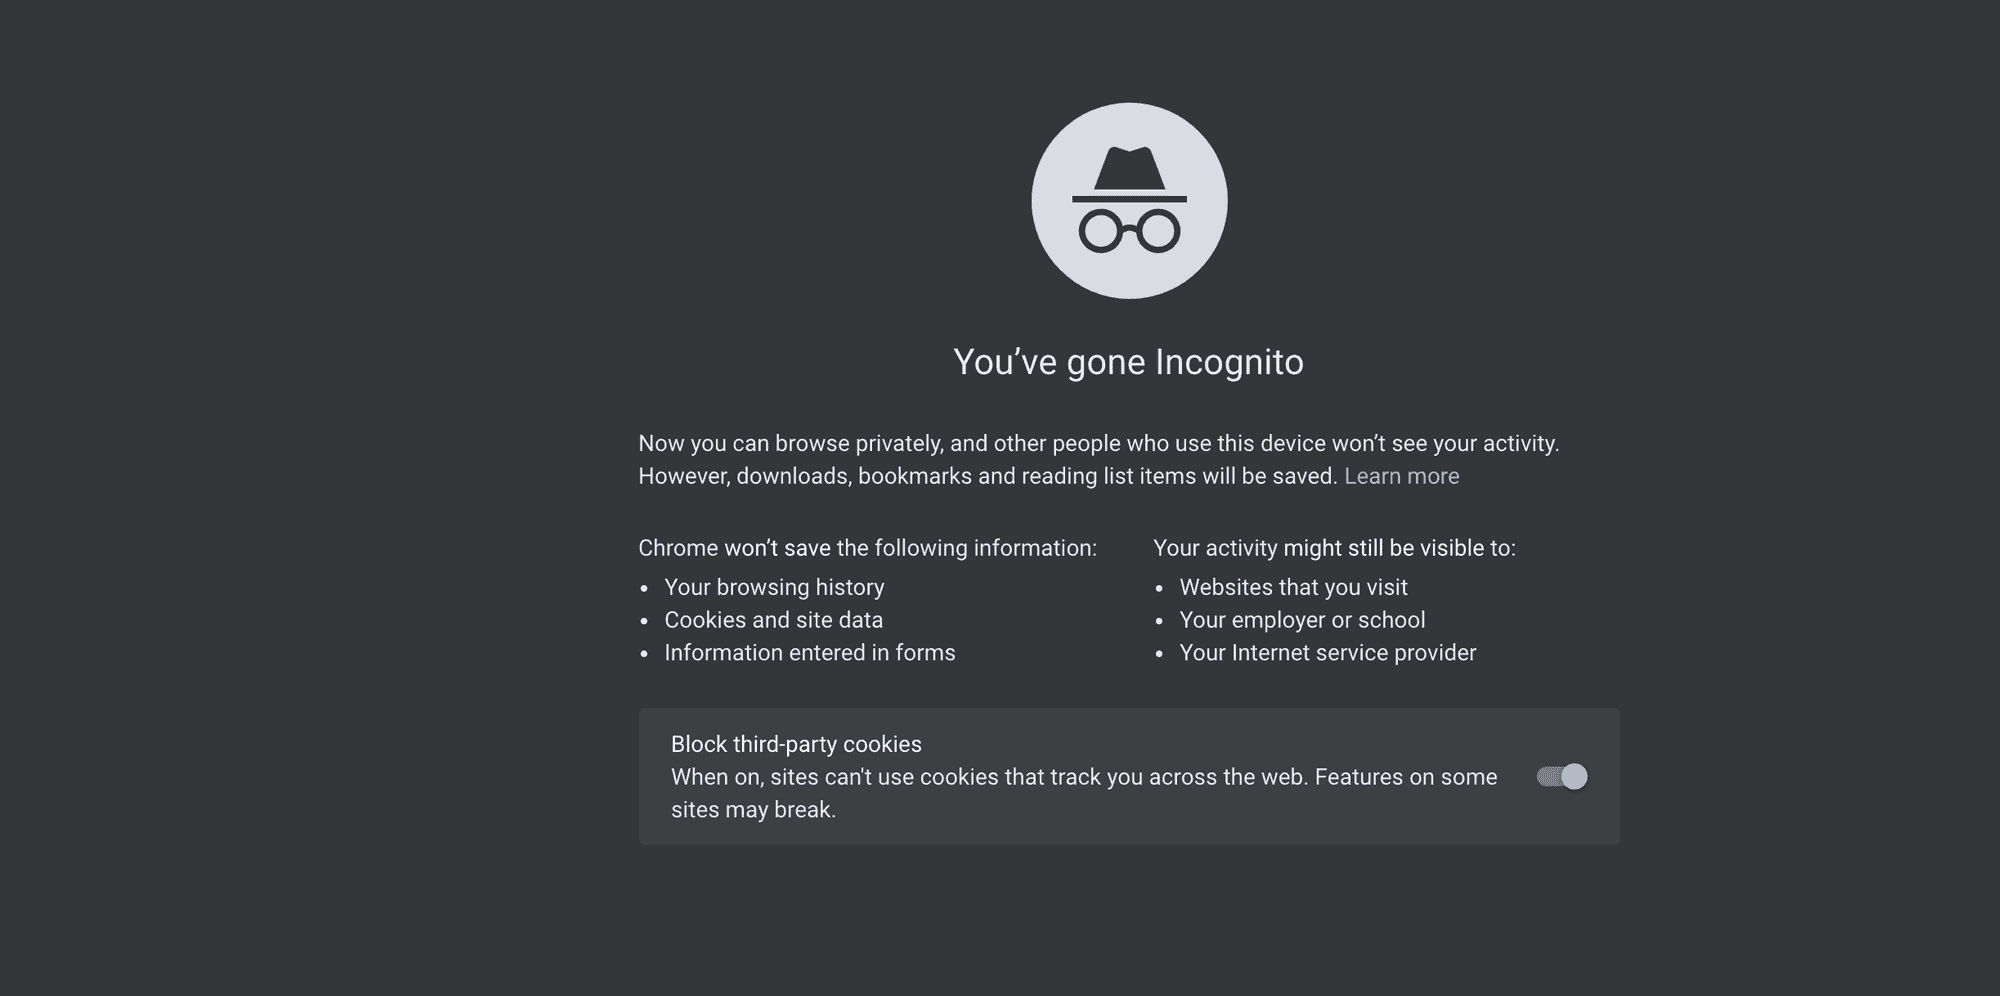 You’ve gone Incognito
Now you can browse privately, and other people who use this device won’t see your activity.
However, downloads, bookmarks and reading list items will be saved. Learn more
Chrome won’t save the following information:
• Your browsing history
• Cookies and site data
• Information entered in forms
Your activity might still be visible to:
• Websites that you visit
• Your employer or school
• Your Internet service provider
Block third-party cookies
When on, sites can't use cookies that track you across the web. Features on some
sites may break.